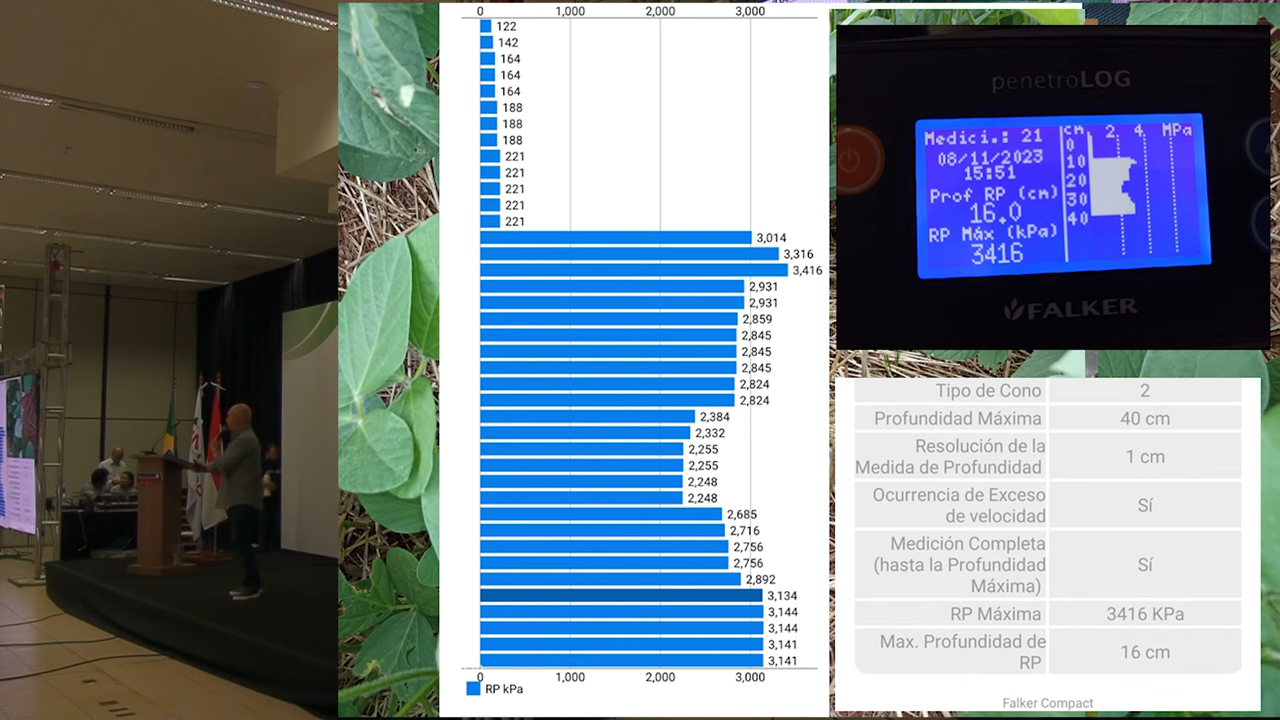 0 1,000 2,000 3,000
122
142
164
164
164
188
188
188
221
221
221
221
221
3,014
3,316
3,416
2,931
2,931
2,859
2,845
2,845
2,845
2,824
2,824
2,384
2,332
2,255
2,255
2,248
2,248
2,685
2,716
2,756
2,756
2,892
3,134
3,144
3,144
3,141
3,141
0 1,000 2,000 3,000
RP kPa
penetroLOG
Medici.: 21
08/11/2023
15:51
Prof RP (cm)
16.0
RP Máx (kPa)
3416
cm 2 4 MPa
0
10
20
30
40
FALKER
Tipo de Cono 2
Profundidad Máxima 40 cm
Resolución de la
Medida de Profundidad 1 cm
Ocurrencia de Exceso
de velocidad Sí
Medición Completa
(hasta la Profundidad
Máxima) Sí
RP Máxima 3416 KPa
Max. Profundidad de
RP 16 cm
Falker Compact